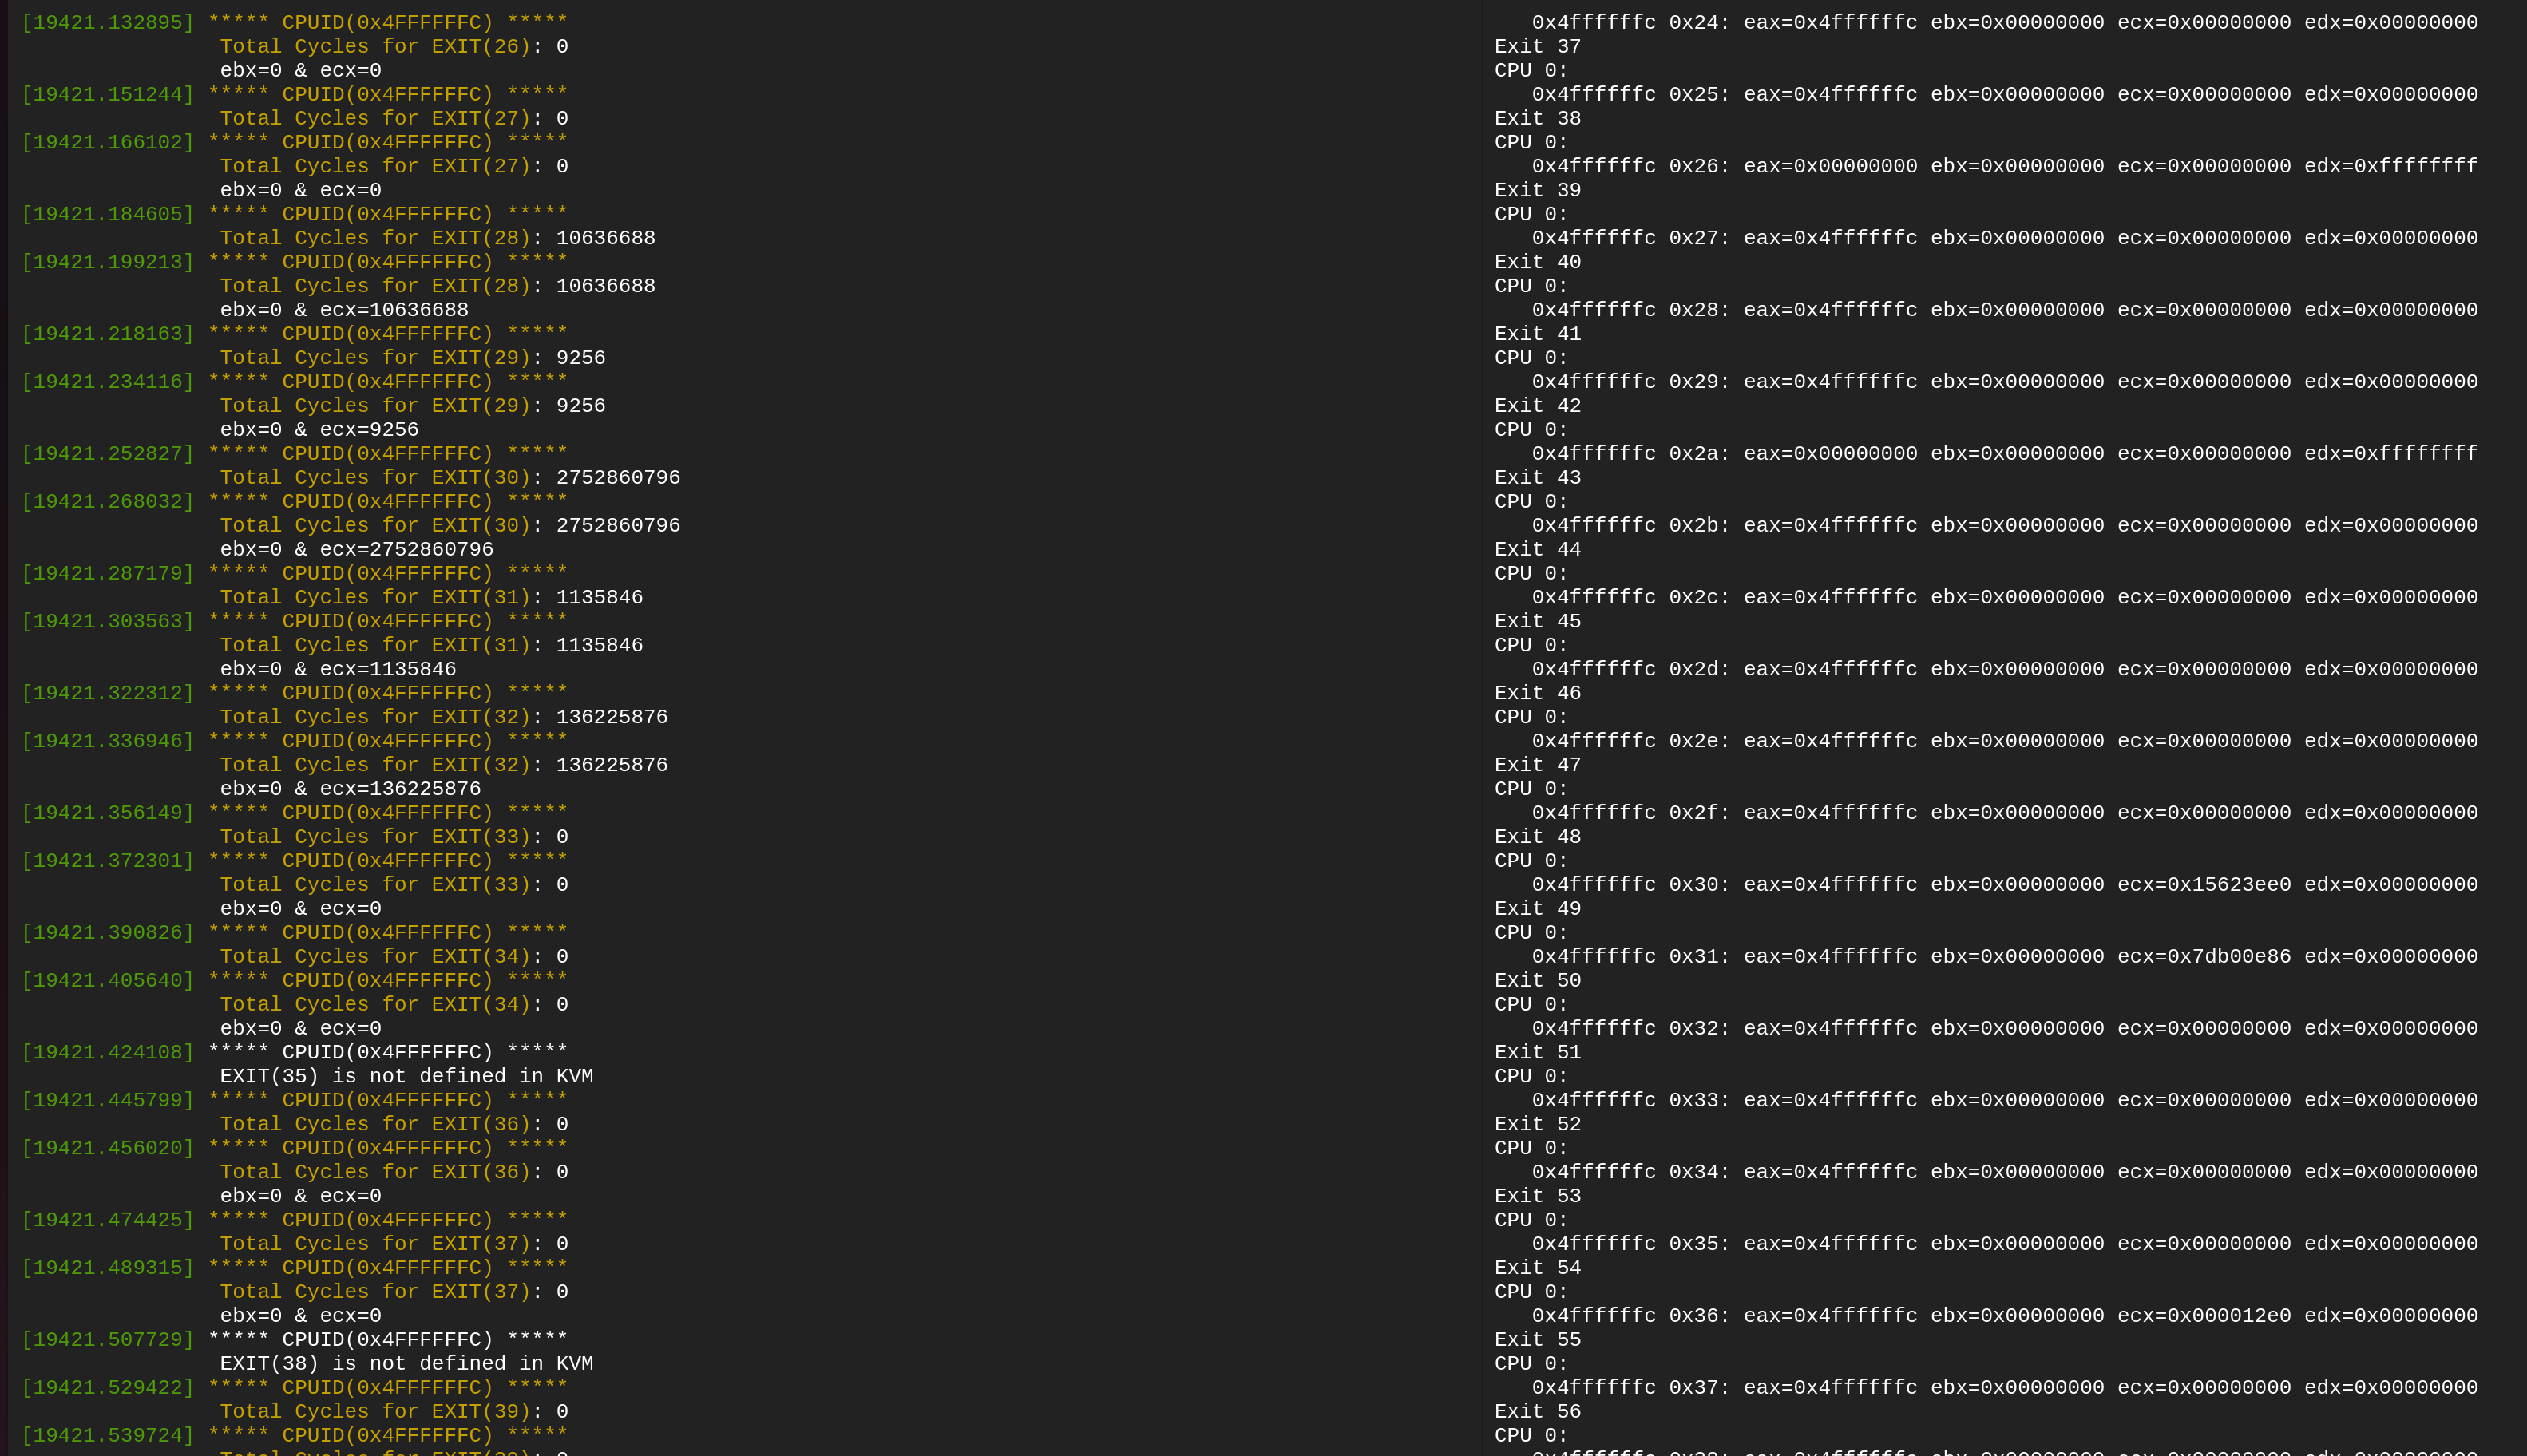 [19421.132895] ***** CPUID(0x4FFFFFFC) *****
Total Cycles for EXIT(26): 0
ebx=0 & ecx=0
[19421.151244] ***** CPUID(0x4FFFFFFC) *****
Total Cycles for EXIT(27): 0
[19421.166102] ***** CPUID(0x4FFFFFFC) *****
Total Cycles for EXIT(27): 0
ebx=0 & ecx=0
[19421.184605] ***** CPUID(0x4FFFFFFC) *****
Total Cycles for EXIT(28): 10636688
[19421.199213] ***** CPUID(0x4FFFFFFC) *****
Total Cycles for EXIT(28): 10636688
ebx=0 & ecx=10636688
[19421.218163] ***** CPUID(0x4FFFFFFC) *****
Total Cycles for EXIT(29): 9256
[19421.234116] ***** CPUID(0x4FFFFFFC) *****
Total Cycles for EXIT(29): 9256
ebx=0 & ecx=9256
[19421.252827] ***** CPUID(0x4FFFFFFC) *****
Total Cycles for EXIT(30): 2752860796
[19421.268032] ***** CPUID(0x4FFFFFFC) *****
Total Cycles for EXIT(30): 2752860796
ebx=0 & ecx=2752860796
[19421.287179] ***** CPUID(0x4FFFFFFC) *****
Total Cycles for EXIT(31): 1135846
[19421.303563] ***** CPUID(0x4FFFFFFC) *****
Total Cycles for EXIT(31): 1135846
ebx=0 & ecx=1135846
[19421.322312] ***** CPUID(0x4FFFFFFC) *****
Total Cycles for EXIT(32): 136225876
[19421.336946] ***** CPUID(0x4FFFFFFC) *****
Total Cycles for EXIT(32): 136225876
ebx=0 & ecx=136225876
[19421.356149] ***** CPUID(0x4FFFFFFC) *****
Total Cycles for EXIT(33): 0
[19421.372301] ***** CPUID(0x4FFFFFFC) *****
Total Cycles for EXIT(33): 0
ebx=0 & ecx=0
[19421.390826] ***** CPUID(0x4FFFFFFC) *****
Total Cycles for EXIT(34): 0
[19421.405640] ***** CPUID(0x4FFFFFFC) *****
Total Cycles for EXIT(34): 0
ebx=0 & ecx=0
[19421.424108] ***** CPUID(0x4FFFFFFC) *****
EXIT(35) is not defined in KVM
[19421.445799] ***** CPUID(0x4FFFFFFC) *****
Total Cycles for EXIT(36): 0
[19421.456020] ***** CPUID(0x4FFFFFFC) *****
Total Cycles for EXIT(36): 0
ebx=0 & ecx=0
[19421.474425] ***** CPUID(0x4FFFFFFC) *****
Total Cycles for EXIT(37): 0
[19421.489315] ***** CPUID(0x4FFFFFFC) *****
Total Cycles for EXIT(37): 0
ebx=0 & ecx=0
[19421.507729] ***** CPUID(0x4FFFFFFC) *****
EXIT(38) is not defined in KVM
[19421.529422] ***** CPUID(0x4FFFFFFC) *****
Total Cycles for EXIT(39): 0
[19421.539724] ***** CPUID(0x4FFFFFFC) *****
0x4ffffffc 0x24: eax=0x4ffffffc ebx=0x00000000 ecx=0x00000000 edx=0x00000000
Exit 37
CPU 0:
0x4ffffffc 0x25: eax=0x4ffffffc ebx=0x00000000 ecx=0x00000000 edx=0x00000000
Exit 38
CPU 0:
0x4ffffffc 0x26: eax=0x00000000 ebx=0x00000000 ecx=0x00000000 edx=0xffffffff
Exit 39
CPU 0:
0x4ffffffc 0x27: eax=0x4ffffffc ebx=0x00000000 ecx=0x00000000 edx=0x00000000
Exit 40
CPU 0:
0x4ffffffc 0x28: eax=0x4ffffffc ebx=0x00000000 ecx=0x00000000 edx=0x00000000
Exit 41
CPU 0:
0x4ffffffc 0x29: eax=0x4ffffffc ebx=0x00000000 ecx=0x00000000 edx=0x00000000
Exit 42
CPU 0:
0x4ffffffc 0x2a: eax=0x00000000 ebx=0x00000000 ecx=0x00000000 edx=0xffffffff
Exit 43
CPU 0:
0x4ffffffc 0x2b: eax=0x4ffffffc ebx=0x00000000 ecx=0x00000000 edx=0x00000000
Exit 44
CPU 0:
0x4ffffffc 0x2c: eax=0x4ffffffc ebx=0x00000000 ecx=0x00000000 edx=0x00000000
Exit 45
CPU 0:
0x4ffffffc 0x2d: eax=0x4ffffffc ebx=0x00000000 ecx=0x00000000 edx=0x00000000
Exit 46
CPU 0:
0x4ffffffc 0x2e: eax=0x4ffffffc ebx=0x00000000 ecx=0x00000000 edx=0x00000000
Exit 47
CPU 0:
0x4ffffffc 0x2f: eax=0x4ffffffc ebx=0x00000000 ecx=0x00000000 edx=0x00000000
Exit 48
CPU 0:
0x4ffffffc 0x30: eax=0x4ffffffc ebx=0x00000000 ecx=0x15623ee0 edx=0x00000000
Exit 49
CPU 0:
0x4ffffffc 0x31: eax=0x4ffffffc ebx=0x00000000 ecx=0x7db00e86 edx=0x00000000
Exit 50
CPU 0:
0x4ffffffc 0x32: eax=0x4ffffffc ebx=0x00000000 ecx=0x00000000 edx=0x00000000
Exit 51
CPU 0:
0x4ffffffc 0x33: eax=0x4ffffffc ebx=0x00000000 ecx=0x00000000 edx=0x00000000
Exit 52
CPU 0:
0x4ffffffc 0x34: eax=0x4ffffffc ebx=0x00000000 ecx=0x00000000 edx=0x00000000
Exit 53
CPU 0:
0x4ffffffc 0x35: eax=0x4ffffffc ebx=0x00000000 ecx=0x00000000 edx=0x00000000
Exit 54
CPU 0:
0x4ffffffc 0x36: eax=0x4ffffffc ebx=0x00000000 ecx=0x000012e0 edx=0x00000000
Exit 55
CPU 0:
0x4ffffffc 0x37: eax=0x4ffffffc ebx=0x00000000 ecx=0x00000000 edx=0x00000000
Exit 56
CPU 0: